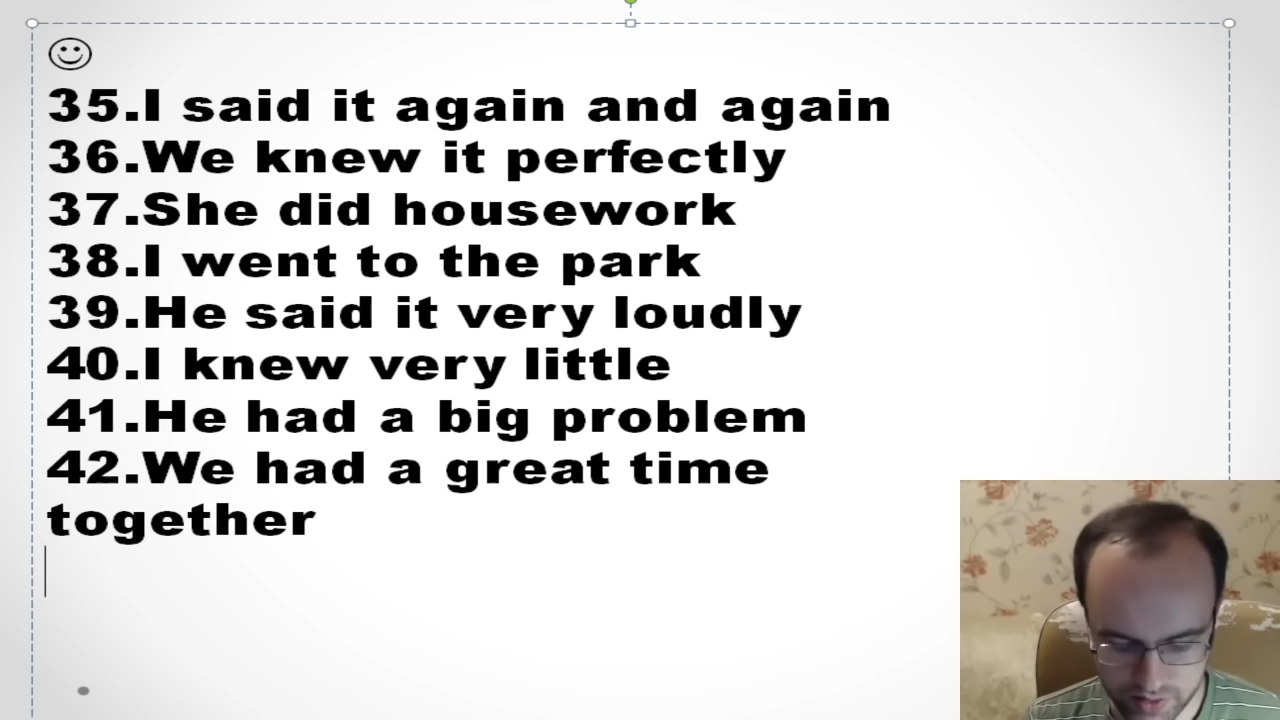 35.I said it again and again
36.We knew it perfectly
37.She did housework
38.I went to the park
39.He said it very loudly
40.I knew very little
41.He had a big problem
42.We had a great time
together